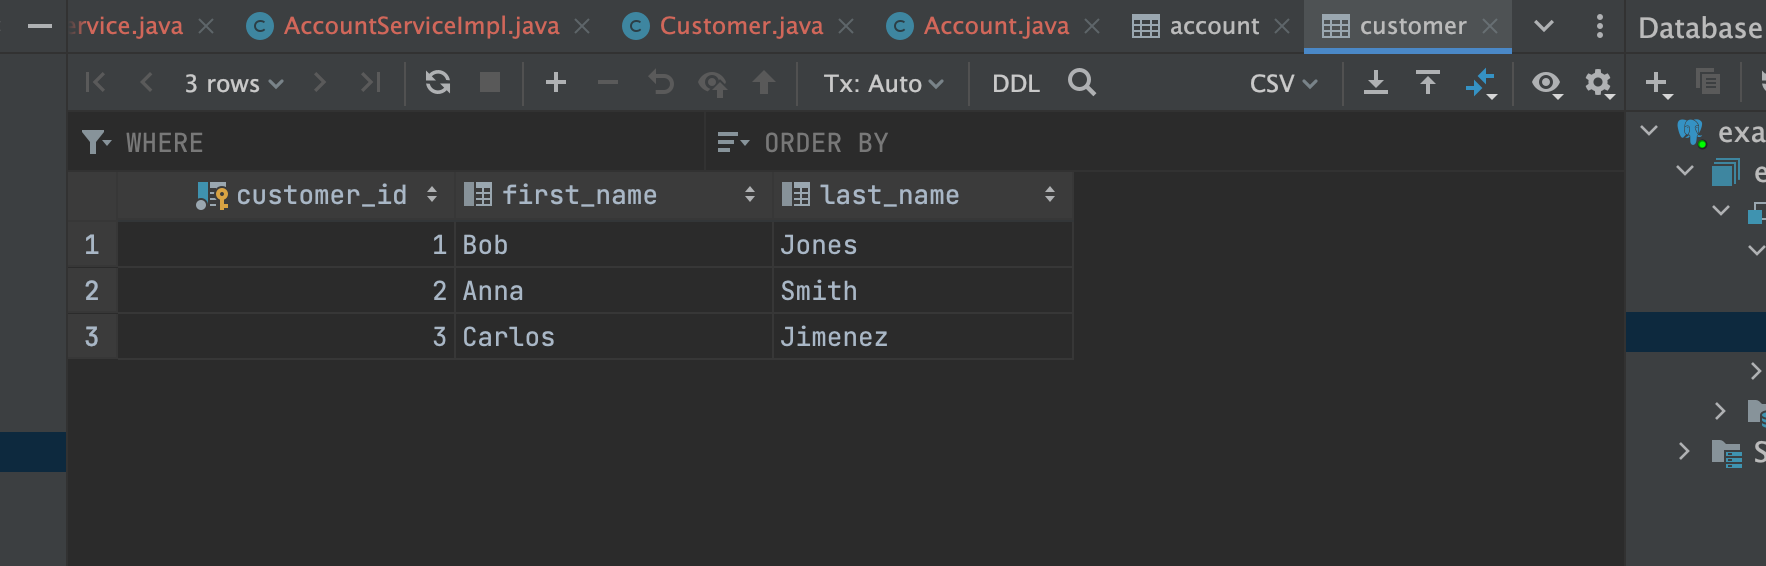 ervice.java AccountServiceImpl.java Customer.java Account.java account customer Database
3 rows Tx: Auto DDL CSV
WHERE ORDER BY
exa
customer_id first_name last_name
1 1 Bob Jones
2 2 Anna Smith
3 3 Carlos Jimenez